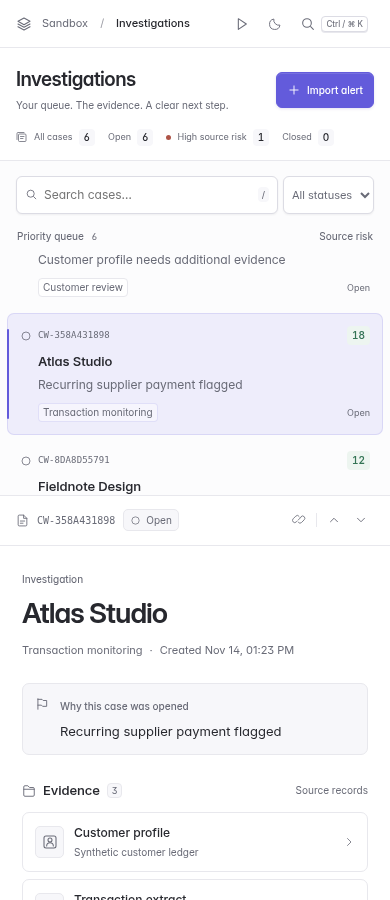 Sandbox / Investigations Ctrl / ⌘ K
Investigations
Your queue. The evidence. A clear next step.
Import alert
All cases 6 Open 6 High source risk 1 Closed 0
Search cases... / All statuses
Priority queue 6 Source risk
Customer profile needs additional evidence
Customer review Open
CW-358A431898 18
Atlas Studio
Recurring supplier payment flagged
Transaction monitoring Open
CW-8DA8D55791 12
Fieldnote Design
CW-358A431898 Open
Investigation
Atlas Studio
Transaction monitoring · Created Nov 14, 01:23 PM
Why this case was opened
Recurring supplier payment flagged
Evidence 3 Source records
Customer profile
Synthetic customer ledger
Transaction extract